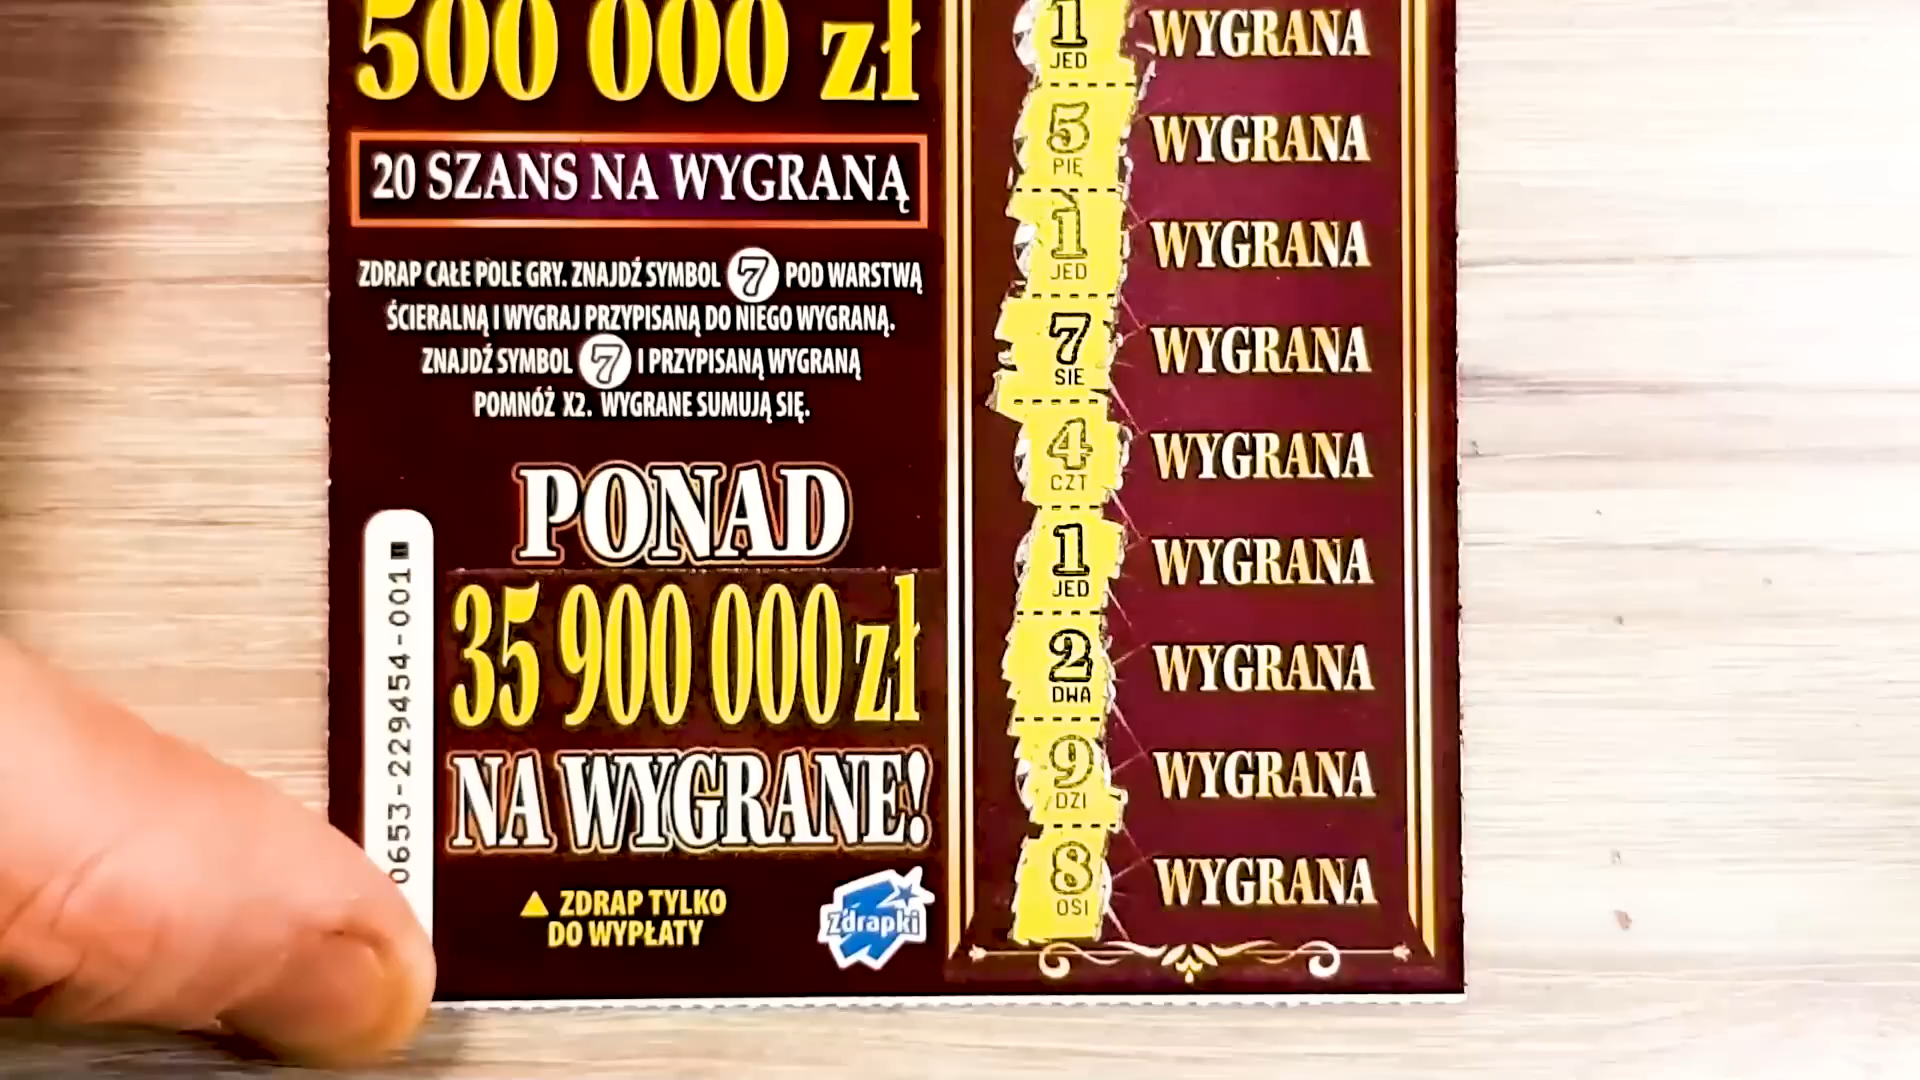 500 000 zł
20 SZANS NA WYGRANĄ
ZDRAP CAŁE POLE GRY. ZNAJDŹ SYMBOL 7 POD WARSTWĄ
ŚCIERALNĄ I WYGRAJ PRZYPISANĄ DO NIEGO WYGRANĄ.
ZNAJDŹ SYMBOL 7 I PRZYPISANĄ WYGRANĄ
POMNÓŻ X2. WYGRANE SUMUJĄ SIĘ.
PONAD
35 900 000 zł
NA WYGRANE!
ZDRAP TYLKO
DO WYPŁATY
Zdrapki
0653-229454-001
1 WYGRANA
JED
5 WYGRANA
PIĘ
1 WYGRANA
JED
7 WYGRANA
SIE
4 WYGRANA
CZT
1 WYGRANA
JED
2 WYGRANA
DWA
9 WYGRANA
DZI
8 WYGRANA
OSI